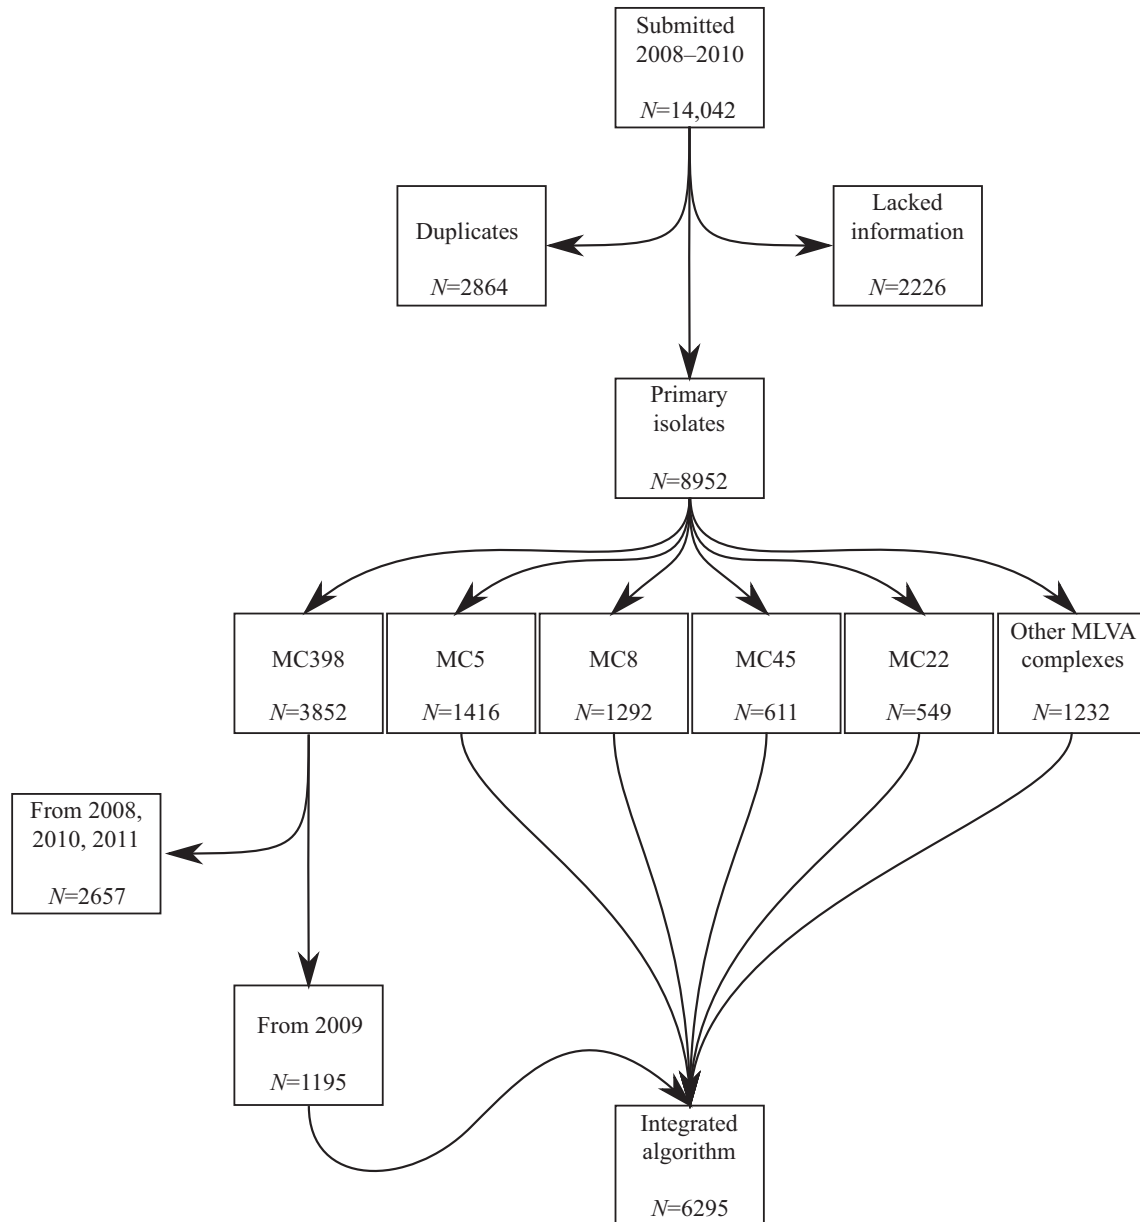 Submitted
2008–2010
N=14,042
Duplicates
N=2864
Lacked
information
N=2226
Primary
isolates
N=8952
MC398
N=3852
MC5
N=1416
MC8
N=1292
MC45
N=611
MC22
N=549
Other MLVA
complexes
N=1232
From 2008,
2010, 2011
N=2657
From 2009
N=1195
Integrated
algorithm
N=6295